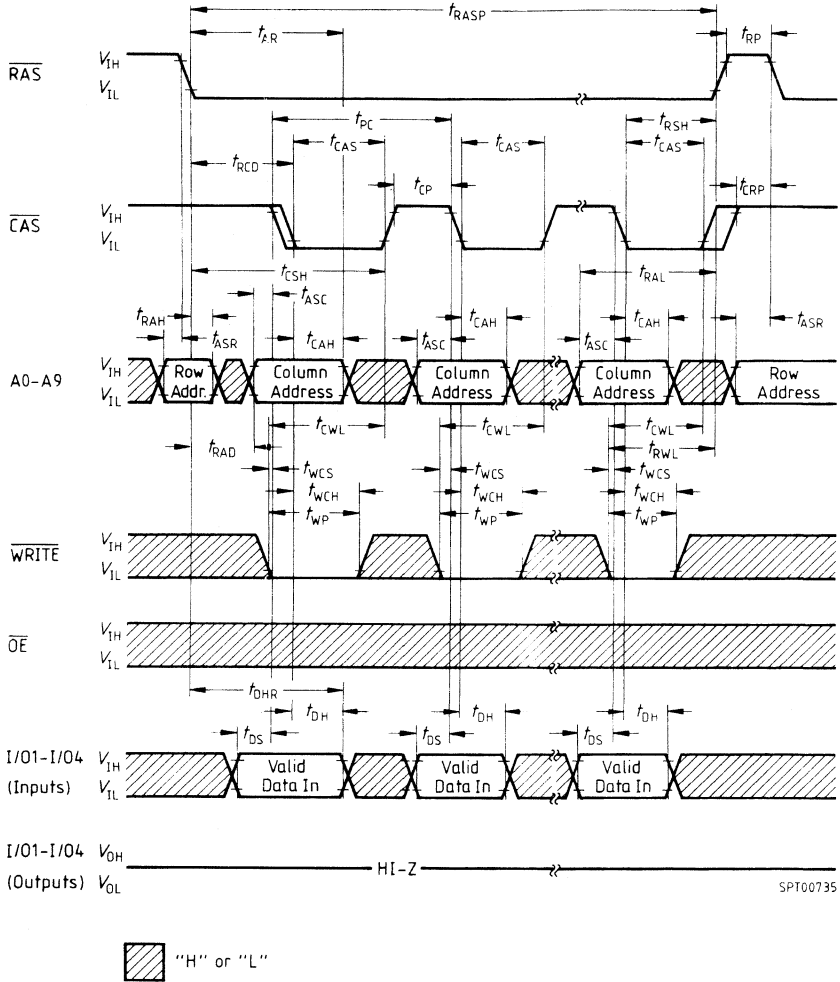 tRASP
tAR
tRP
RAS
VIH
VIL
tPC
tRSH
tCAS
tCAS
tCAS
tRCD
tCP
tCRP
CAS
VIH
VIL
tCSH
tRAL
tASC
tRAH
tASR
tCAH
tASC
tCAH
tASC
tCAH
tASR
A0-A9
VIH
VIL
Row Addr.
Column Address
Column Address
Column Address
Row Address
tCWL
tCWL
tCWL
tRAD
tRWL
tWCS
tWCS
tWCS
tWCH
tWCH
tWCH
tWP
tWP
tWP
WRITE
VIH
VIL
OE
VIH
VIL
tDHR
tDH
tDH
tDH
tDS
tDS
tDS
I/O1-I/O4
(Inputs)
VIH
VIL
Valid Data In
Valid Data In
Valid Data In
I/O1-I/O4
(Outputs)
VOH
VOL
HI-Z
SPT00735
"H" or "L"